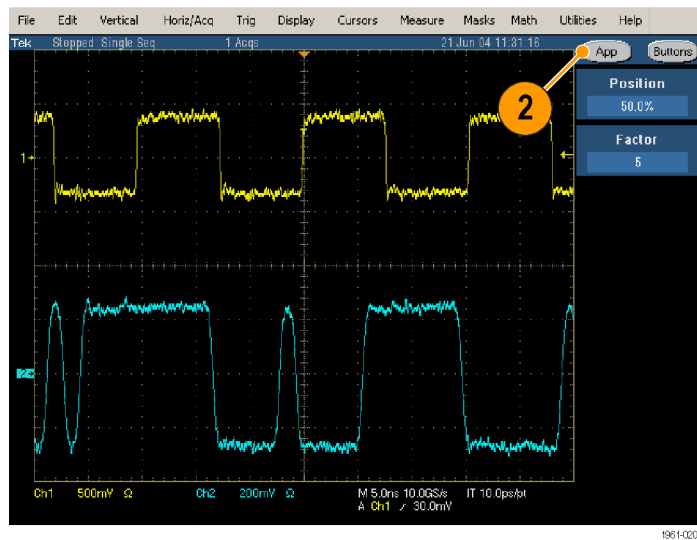 File Edit Vertical Horiz/Acq Trig Display Cursors Measure Masks Math Utilities Help
Tek Stopped Single Seq 1 Acqs 21 Jun 04 11:31:16
App Buttons
2
Position
50.0%
Factor
5
1
T
2
Ch1 500mV Ω Ch2 200mV Ω M 5.0ns 10.0GS/s IT 10.0ps/pt
A Ch1 ∕ 30.0mV
1961-020